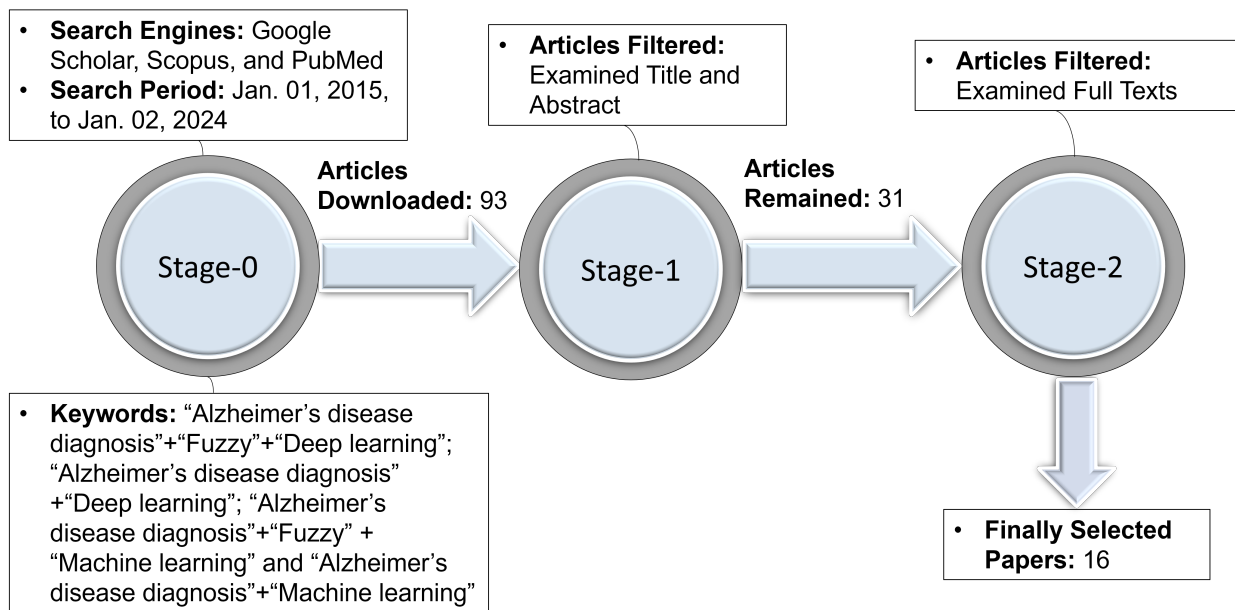 • Search Engines: Google
Scholar, Scopus, and PubMed
• Search Period: Jan. 01, 2015,
to Jan. 02, 2024
• Articles Filtered:
Examined Title and
Abstract
• Articles Filtered:
Examined Full Texts
Stage-0
Articles
Downloaded: 93
Stage-1
Articles
Remained: 31
Stage-2
• Keywords: “Alzheimer’s disease
diagnosis”+“Fuzzy”+“Deep learning”;
“Alzheimer’s disease diagnosis”
+“Deep learning”; “Alzheimer’s
disease diagnosis”+“Fuzzy” +
“Machine learning” and “Alzheimer’s
disease diagnosis”+“Machine learning”
• Finally Selected
Papers: 16